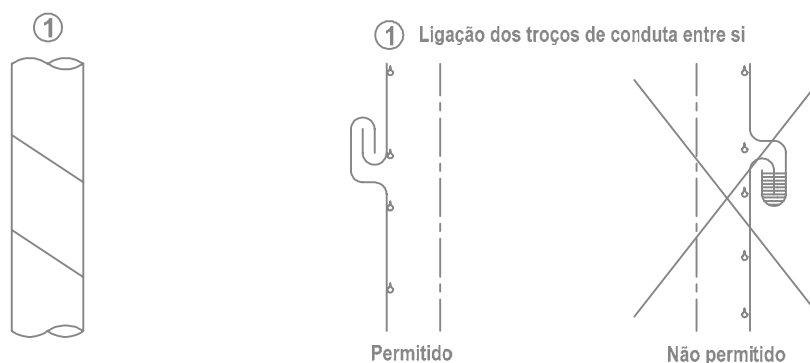 1
1 Ligação dos troços de conduta entre si
Permitido
Não permitido